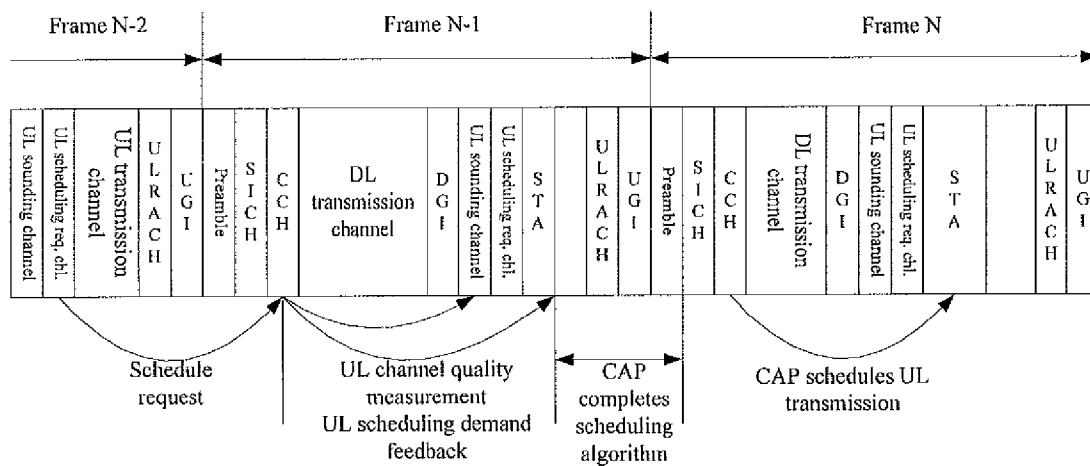 Frame N-2
Frame N-1
Frame N
UL sounding channel
UL scheduling req. chl.
UL transmission
channel
ULRACH
UGI
Preamble
SICH
CCH
DL
transmission
channel
DGI
UL sounding channel
UL scheduling req. chl.
STA
ULRACH
UGI
Preamble
SICH
CCH
DL transmission
channel
DGI
UL sounding channel
UL scheduling req. chl.
STA
ULRACH
UGI
Schedule
request
UL channel quality
measurement
UL scheduling demand
feedback
CAP
completes
scheduling
algorithm
CAP schedules UL
transmission